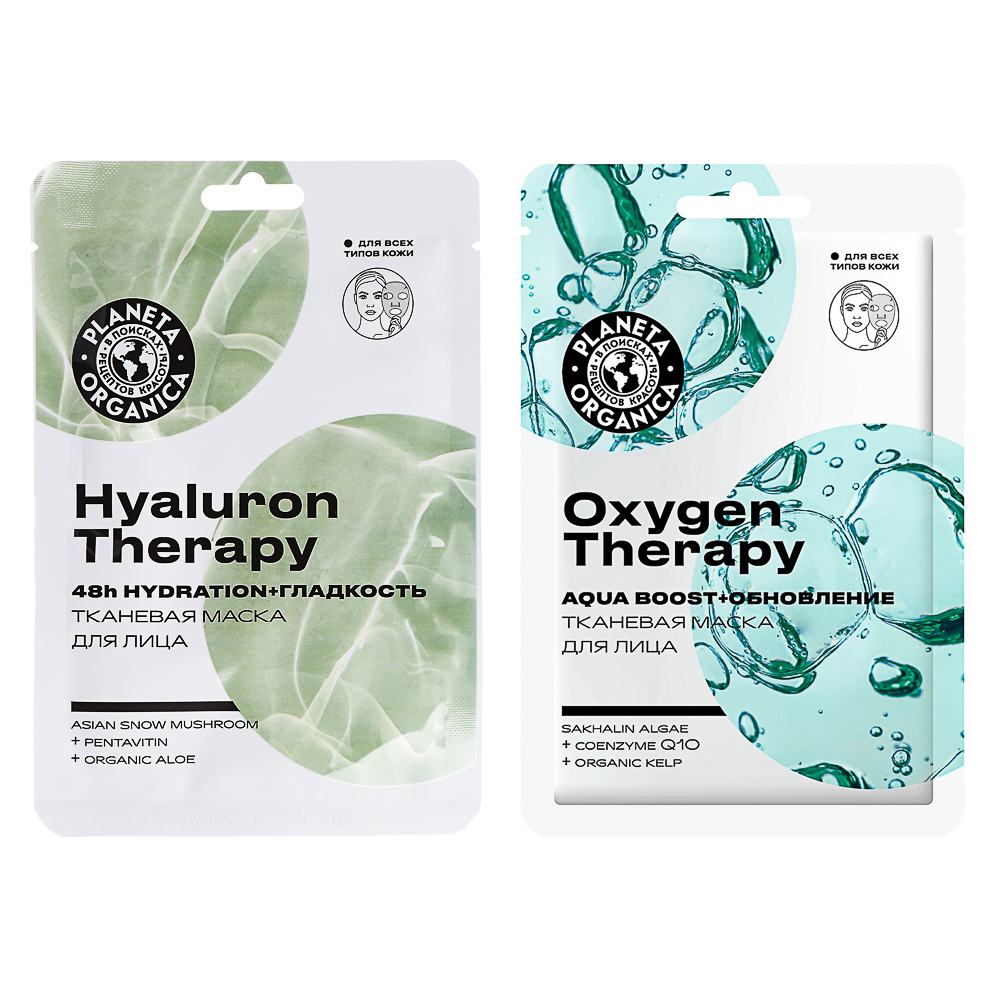 ● ДЛЯ ВСЕХ
ТИПОВ КОЖИ
PLANETA
ORGANICA
В ПОИСКАХ
РЕЦЕПТОВ КРАСОТЫ
Hyaluron
Therapy
48h HYDRATION+ГЛАДКОСТЬ
ТКАНЕВАЯ МАСКА
ДЛЯ ЛИЦА
ASIAN SNOW MUSHROOM
+ PENTAVITIN
+ ORGANIC ALOE
● ДЛЯ ВСЕХ
ТИПОВ КОЖИ
PLANETA
ORGANICA
В ПОИСКАХ
РЕЦЕПТОВ КРАСОТЫ
Oxygen
Therapy
AQUA BOOST+ОБНОВЛЕНИЕ
ТКАНЕВАЯ МАСКА
ДЛЯ ЛИЦА
SAKHALIN ALGAE
+ COENZYME Q10
+ ORGANIC KELP